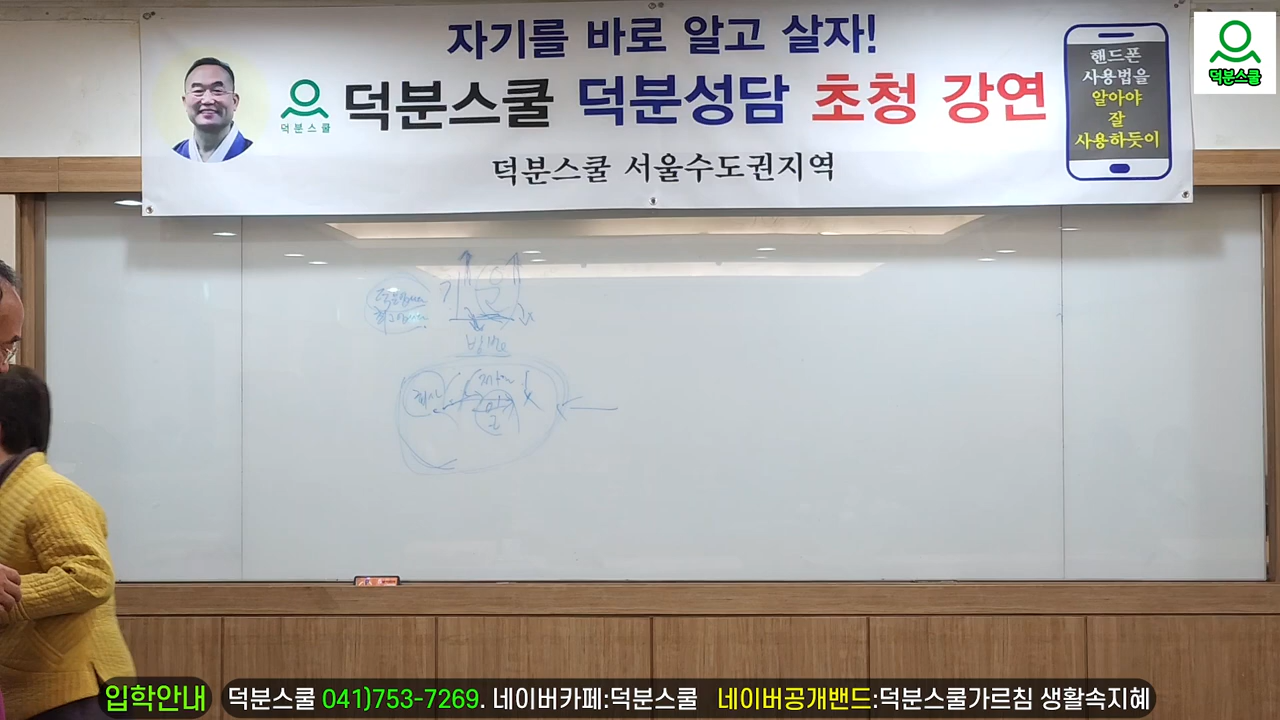 자기를 바로 알고 살자!
덕분스쿨
덕분스쿨 덕분성담 초청 강연
덕분스쿨 서울수도권지역
핸드폰
사용법을
알아야
잘
사용하듯이
덕분스쿨
회사
입학안내
덕분스쿨 041)753-7269. 네이버카페:덕분스쿨 네이버공개밴드:덕분스쿨가르침 생활속지혜